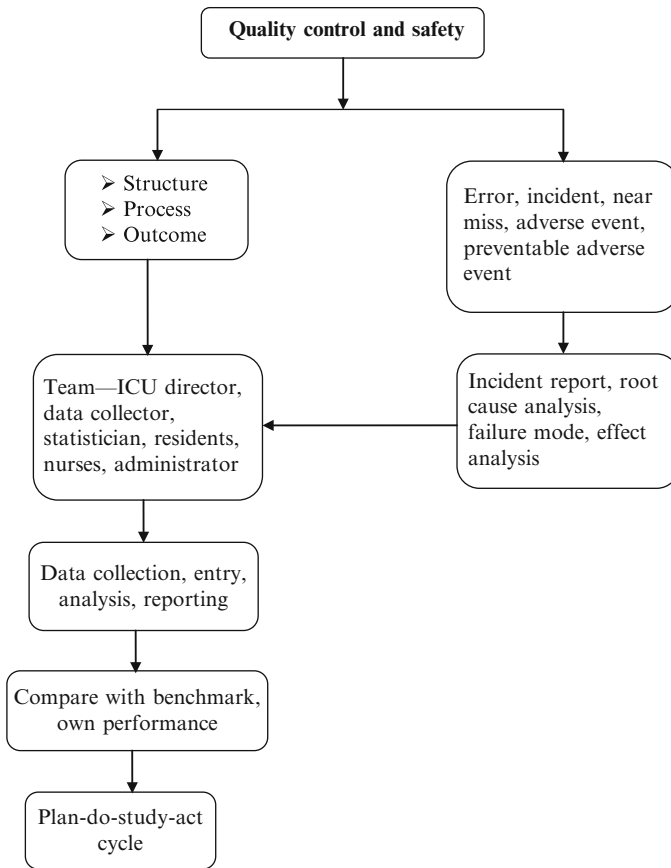 Quality control and safety
➢ Structure
➢ Process
➢ Outcome
Error, incident, near
miss, adverse event,
preventable adverse
event
Team—ICU director,
data collector,
statistician, residents,
nurses, administrator
Incident report, root
cause analysis,
failure mode, effect
analysis
Data collection, entry,
analysis, reporting
Compare with benchmark,
own performance
Plan-do-study-act
cycle